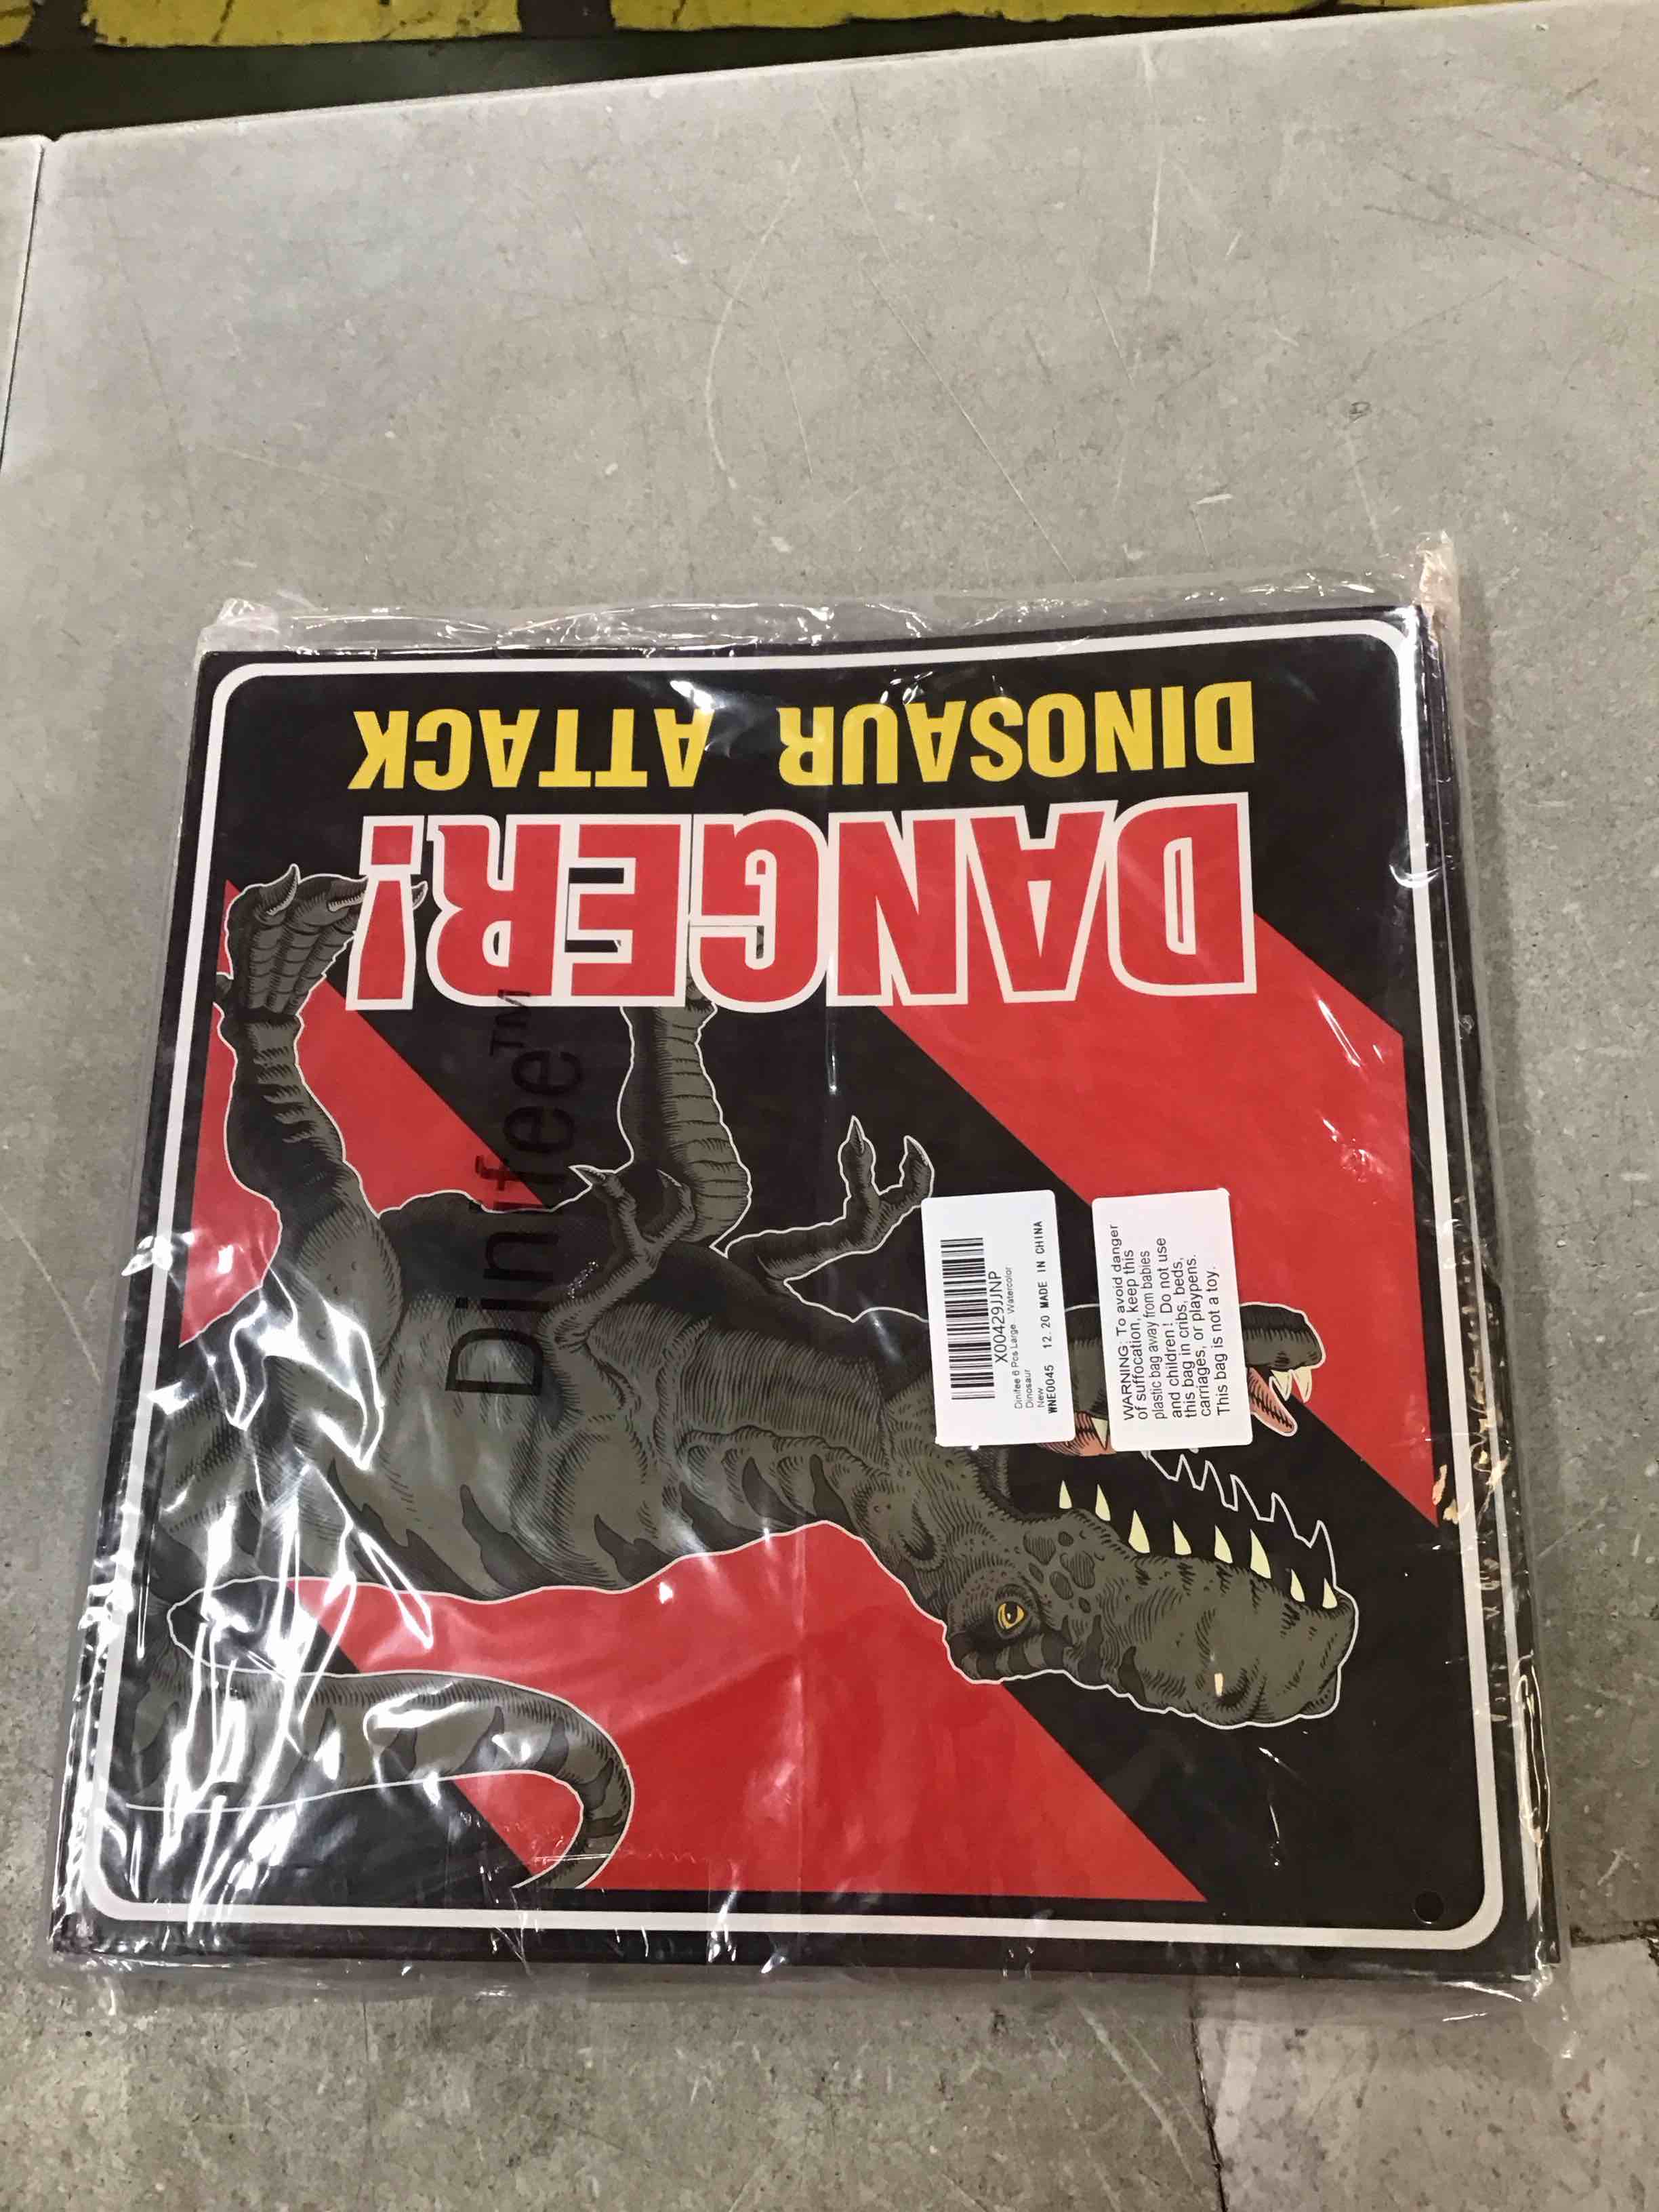 DANGER!
DINOSAUR ATTACK
Dinifee™
X00429JJNP
Dinifee 6 Pcs Large Watercolor
Dinosaur
New
WNE0045 12.20 MADE IN CHINA
WARNING: To avoid danger
of suffocation, keep this
plastic bag away from babies
and children! Do not use
this bag in cribs, beds,
carriages, or playpens.
This bag is not a toy.